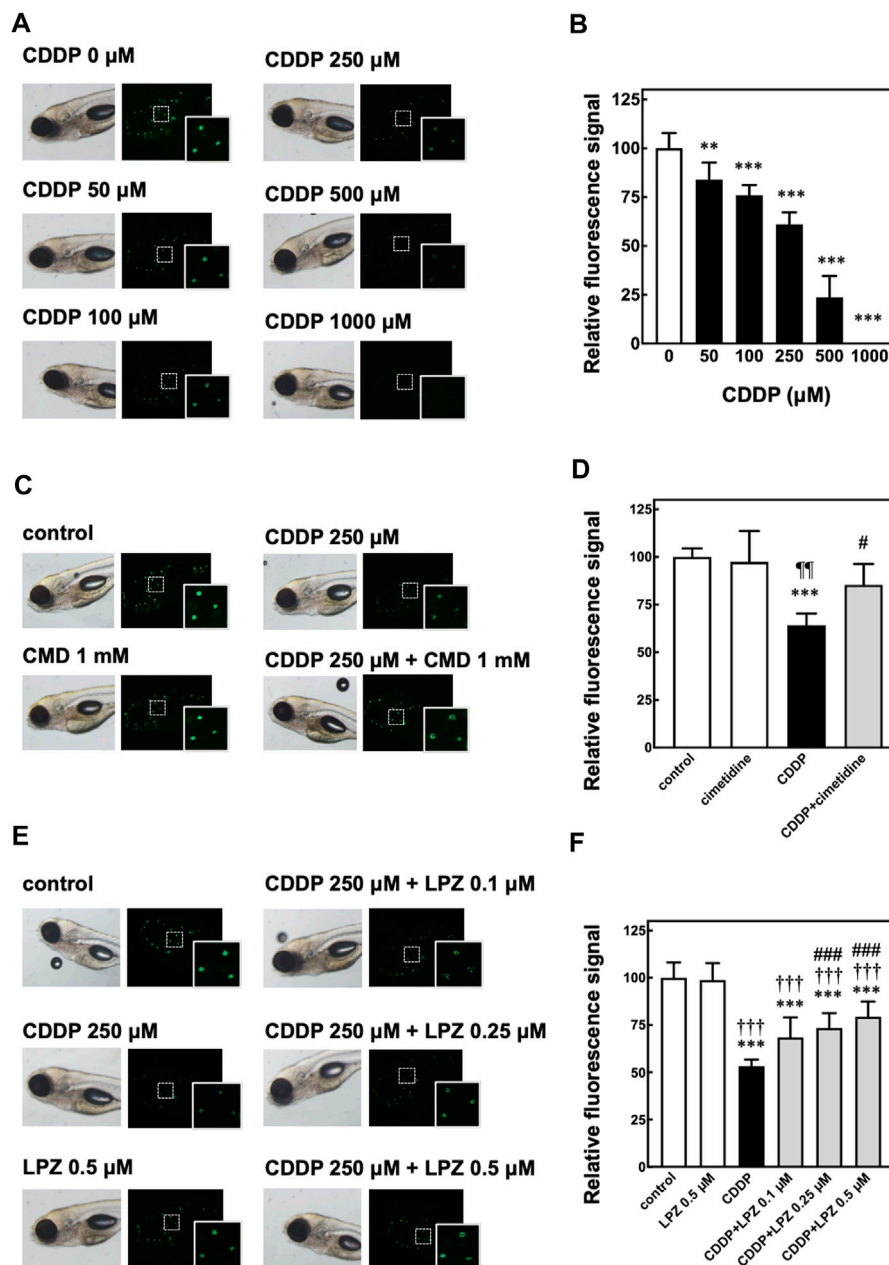 A
CDDP 0 µM
CDDP 250 µM
CDDP 50 µM
CDDP 500 µM
CDDP 100 µM
CDDP 1000 µM
B
Relative fluorescence signal
125
100
75
50
25
0
**
***
***
***
***
0 50 100 250 500 1000
CDDP (µM)
C
control
CDDP 250 µM
CMD 1 mM
CDDP 250 µM + CMD 1 mM
D
Relative fluorescence signal
125
100
75
50
25
0
¶¶
***
#
control
cimetidine
CDDP
CDDP+cimetidine
E
control
CDDP 250 µM + LPZ 0.1 µM
CDDP 250 µM
CDDP 250 µM + LPZ 0.25 µM
LPZ 0.5 µM
CDDP 250 µM + LPZ 0.5 µM
F
Relative fluorescence signal
125
100
75
50
25
0
†††
***
†††
***
###
†††
***
###
†††
***
control
LPZ 0.5 µM
CDDP
CDDP+LPZ 0.1 µM
CDDP+LPZ 0.25 µM
CDDP+LPZ 0.5 µM